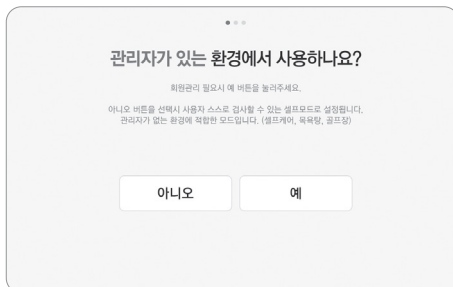 관리자가 있는 환경에서 사용하나요?
회원관리 필요시 예 버튼을 눌러주세요.
아니오 버튼을 선택시 사용자 스스로 검사할 수 있는 셀프모드로 설정됩니다.
관리자가 없는 환경에 적합한 모드입니다. (셀프케어, 목욕탕, 골프장)
아니오
예